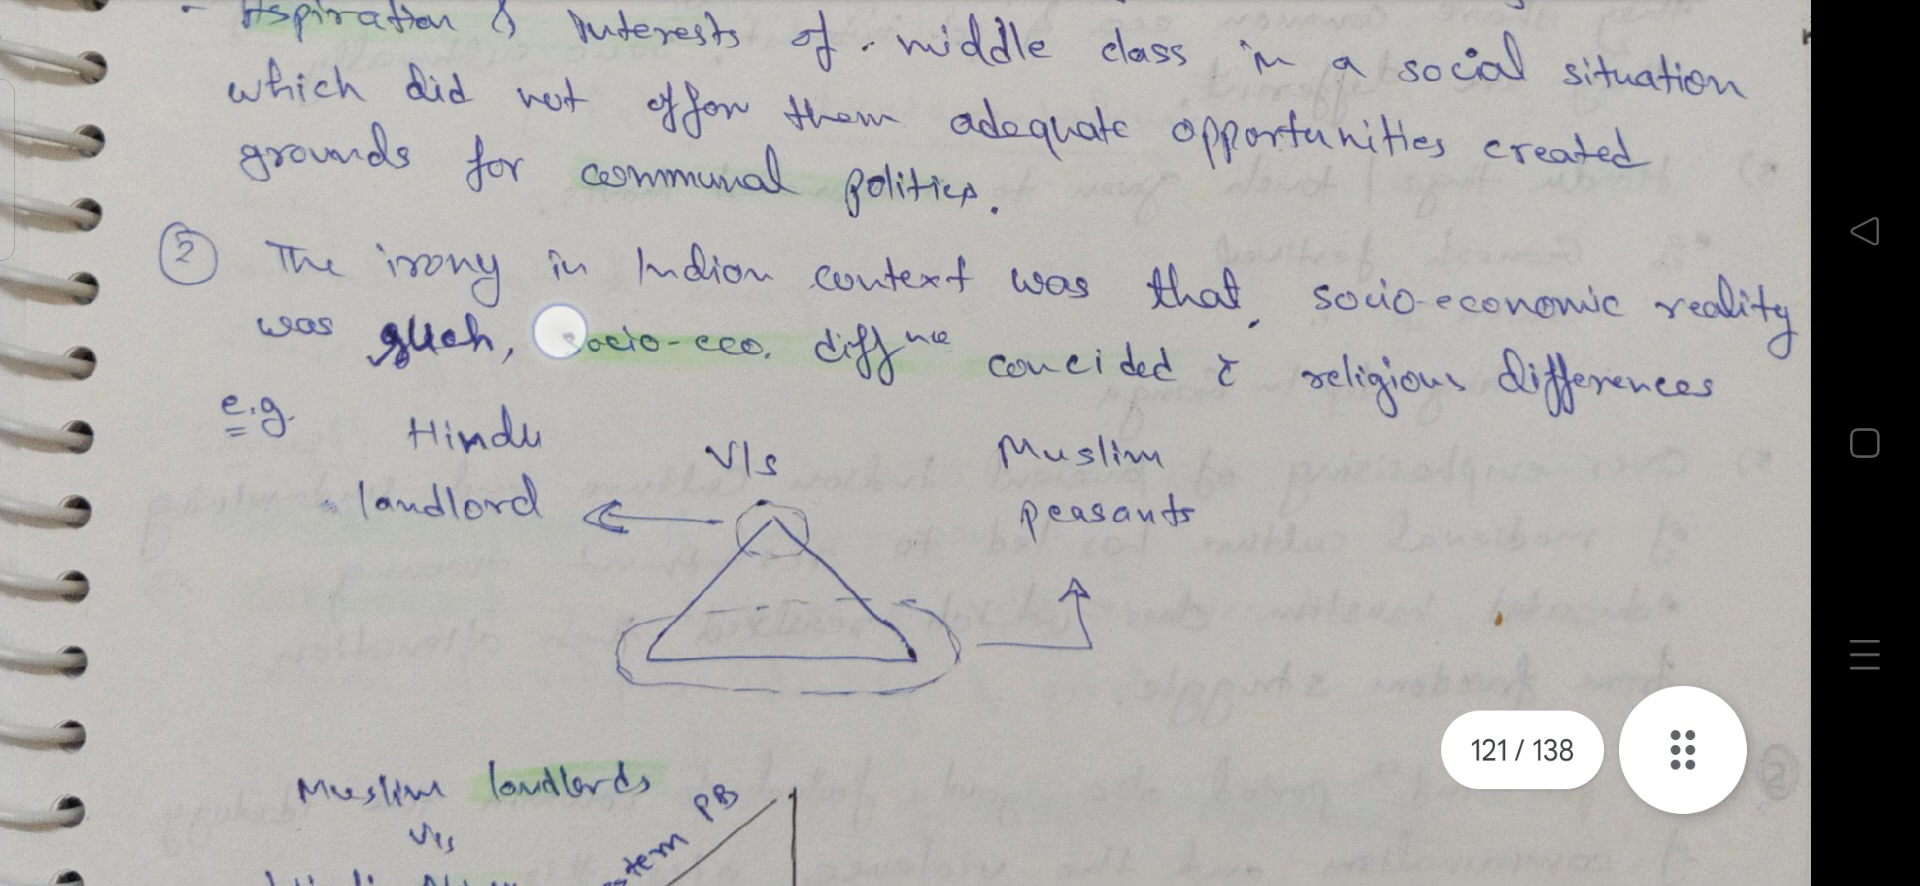 - Aspiration & Interests of middle class in a social situation
which did not offer them adequate opportunities created
grounds for communal politics.
② The irony in Indian context was that, socio-economic reality
was such, socio-eco. diffnce concided c̄ religious differences
e.g.
Hindu V/s Muslim
landlord peasants
Muslim landlords
V/s
PB
121 / 138